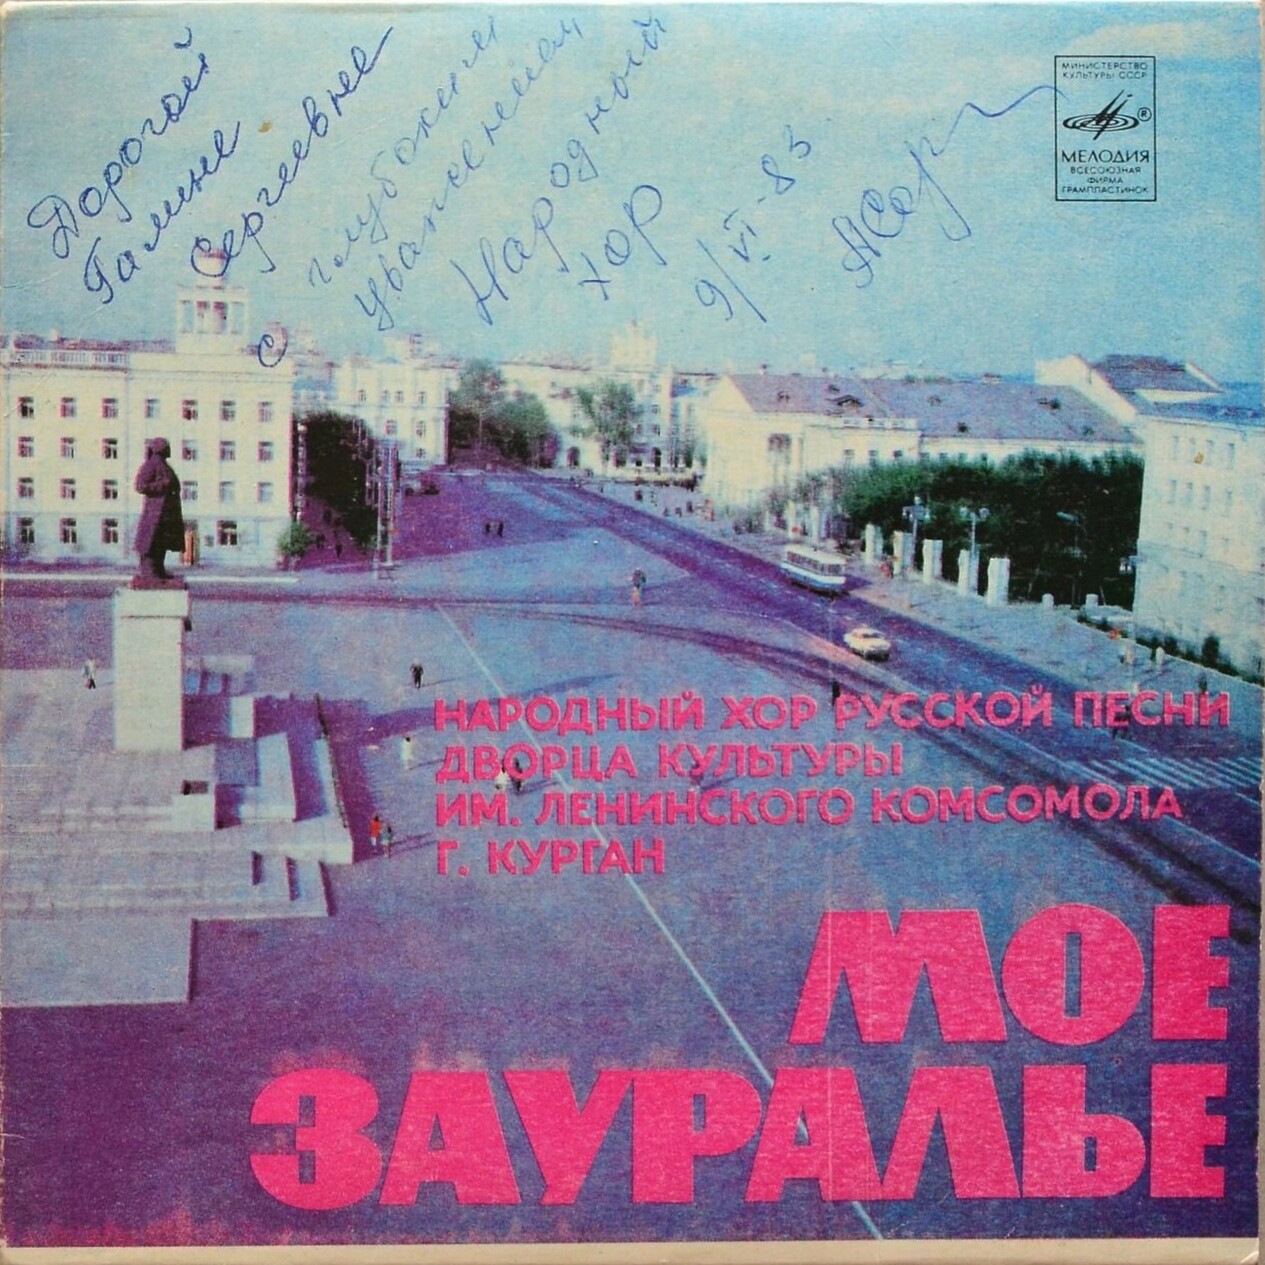 Дорогой
Галине
Сергеевне
с глубоким
уважением
Народный
хор
9/VI-83
МИНИСТЕРСТВО
КУЛЬТУРЫ СССР
®
МЕЛОДИЯ
ВСЕСОЮЗНАЯ
ФИРМА
ГРАМПЛАСТИНОК
НАРОДНЫЙ ХОР РУССКОЙ ПЕСНИ
ДВОРЦА КУЛЬТУРЫ
ИМ. ЛЕНИНСКОГО КОМСОМОЛА
Г. КУРГАН
МОЕ
ЗАУРАЛЬЕ